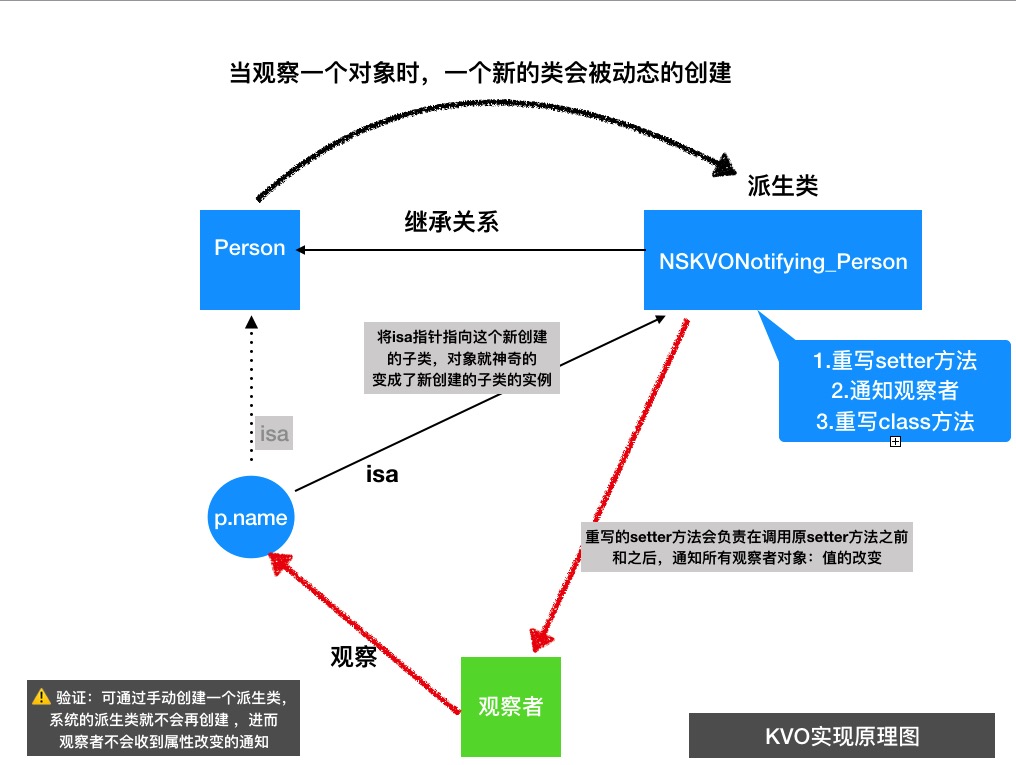 当观察一个对象时，一个新的类会被动态的创建
派生类
继承关系
Person
NSKVONotifying_Person
将isa指针指向这个新创建
的子类，对象就神奇的
变成了新创建的子类的实例
1.重写setter方法
2.通知观察者
3.重写class方法
isa
isa
p.name
重写的setter方法会负责在调用原setter方法之前
和之后，通知所有观察者对象：值的改变
观察
观察者
验证：可通过手动创建一个派生类，
系统的派生类就不会再创建 ，进而
观察者不会收到属性改变的通知
KVO实现原理图